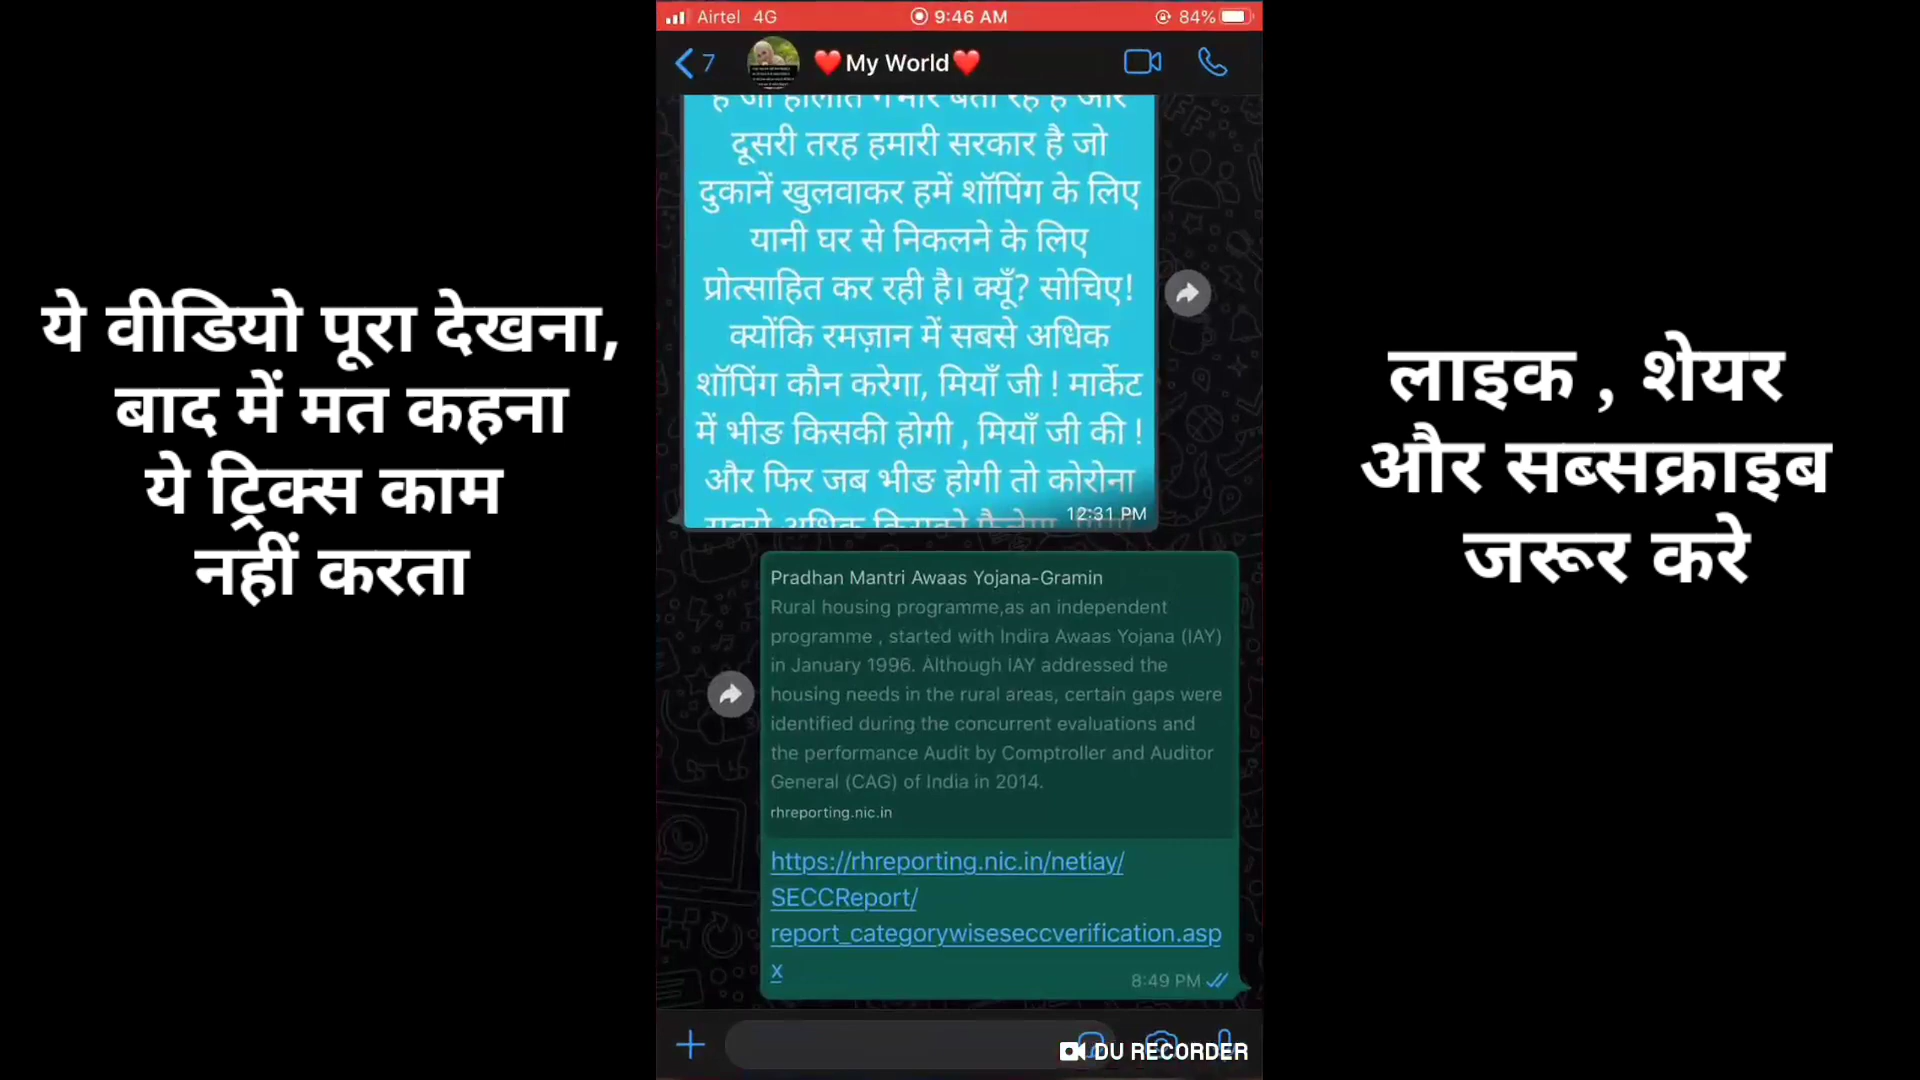 ये वीडियो पूरा देखना,
बाद में मत कहना
ये ट्रिक्स काम
नहीं करता
Airtel 4G
9:46 AM
84%
7
❤️My World❤️
दूसरी तरह हमारी सरकार है जो
दुकानें खुलवाकर हमें शॉपिंग के लिए
यानी घर से निकलने के लिए
प्रोत्साहित कर रही है। क्यूँ? सोचिए!
क्योंकि रमज़ान में सबसे अधिक
शॉपिंग कौन करेगा, मियाँ जी ! मार्केट
में भीङ किसकी होगी , मियाँ जी की !
और फिर जब भीङ होगी तो कोरोना
12:31 PM
Pradhan Mantri Awaas Yojana-Gramin
Rural housing programme,as an independent
programme , started with Indira Awaas Yojana (IAY)
in January 1996. Although IAY addressed the
housing needs in the rural areas, certain gaps were
identified during the concurrent evaluations and
the performance Audit by Comptroller and Auditor
General (CAG) of India in 2014.
rhreporting.nic.in
https://rhreporting.nic.in/netiay/
SECCReport/
report_categorywiseseccverification.asp
x
8:49 PM
DU RECORDER
लाइक , शेयर
और सब्सक्राइब
जरूर करे